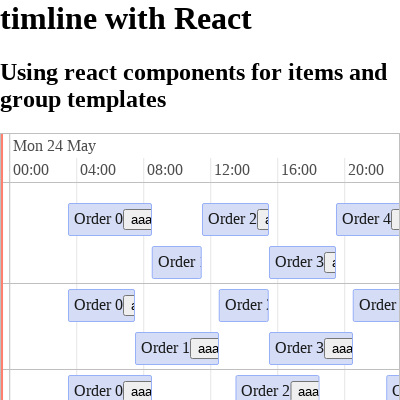 timline with React
Using react components for items and
group templates
Mon 24 May
00:00 04:00 08:00 12:00 16:00 20:00
Order 0 aaa Order 2 Order 4
Order Order 3
Order 0 Order Order
Order 1 aaa Order 3 aaa
Order 0 aaa Order 2 aaa